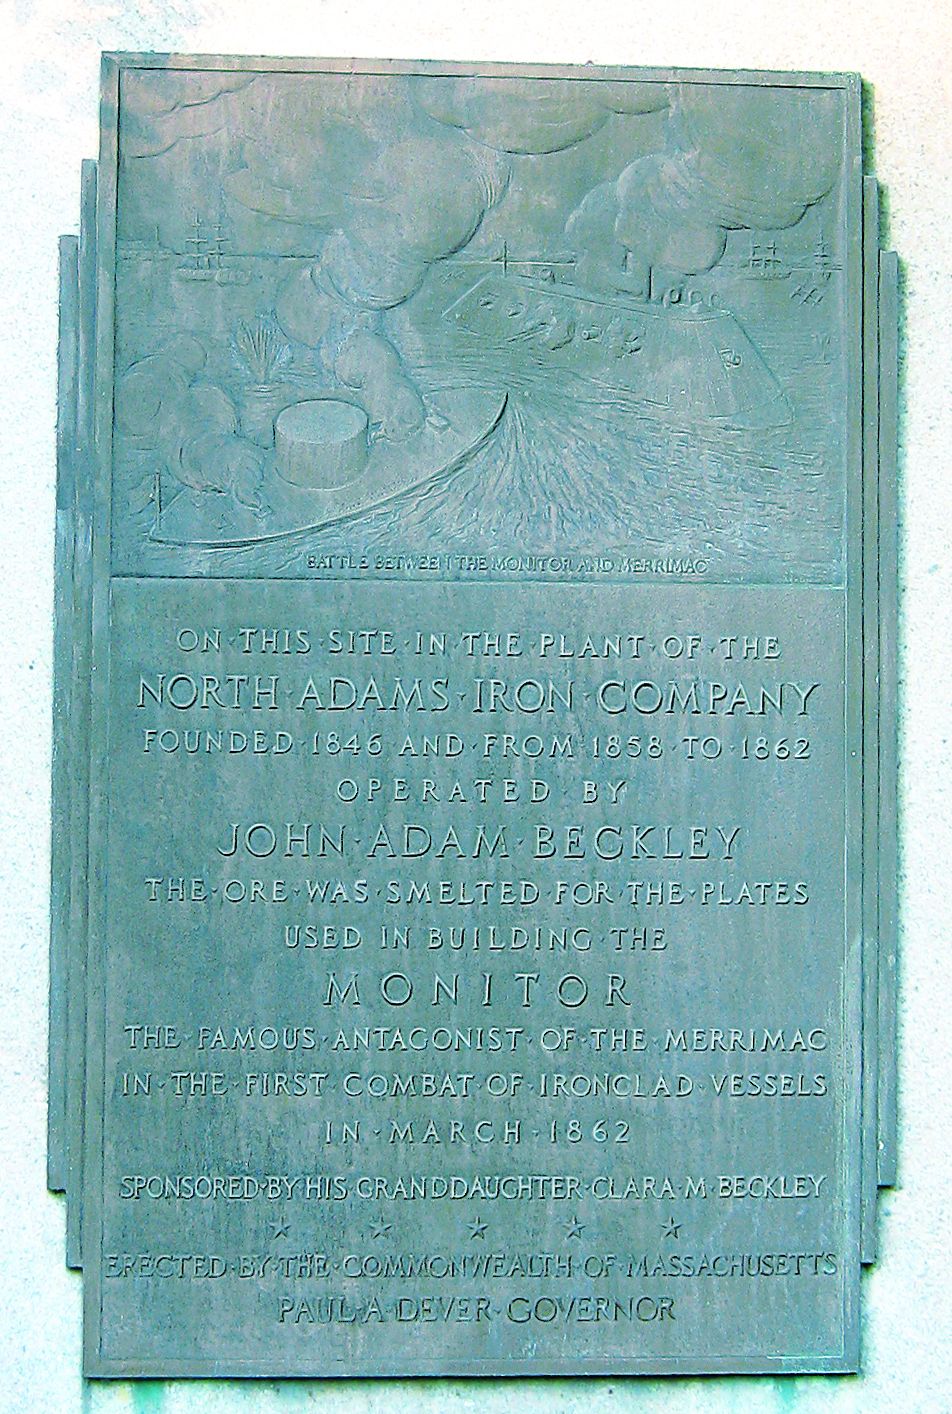 BATTLE·BETWEEN·THE·MONITOR·AND·MERRIMAC
ON·THIS·SITE·IN·THE·PLANT·OF·THE
NORTH·ADAMS·IRON·COMPANY
FOUNDED·1846·AND·FROM·1858·TO·1862
OPERATED·BY
JOHN·ADAM·BECKLEY
THE·ORE·WAS·SMELTED·FOR·THE·PLATES
USED·IN·BUILDING·THE
MONITOR
THE·FAMOUS·ANTAGONIST·OF·THE·MERRIMAC
IN·THE·FIRST·COMBAT·OF·IRONCLAD·VESSELS
IN·MARCH·1862
SPONSORED·BY·HIS·GRANDDAUGHTER·CLARA·M·BECKLEY
ERECTED·BY·THE·COMMONWEALTH·OF·MASSACHUSETTS
PAUL·A·DEVER·GOVERNOR